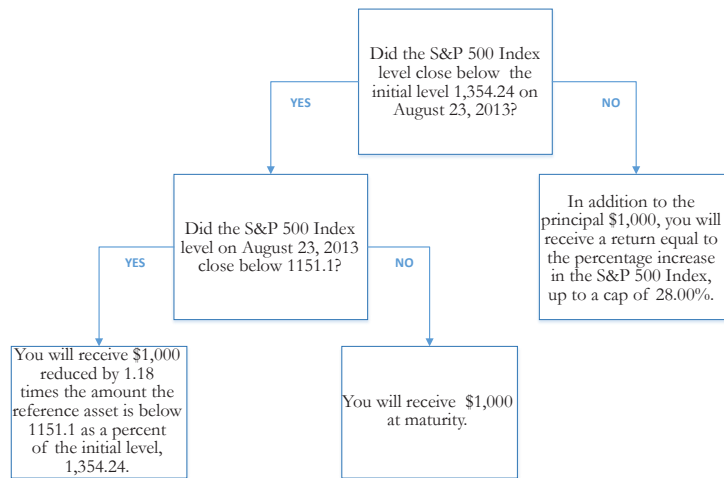 Did the S&P 500 Index
level close below the
initial level 1,354.24 on
August 23, 2013?
YES
NO
Did the S&P 500 Index
level on August 23, 2013
close below 1151.1?
In addition to the
principal $1,000, you will
receive a return equal to
the percentage increase
in the S&P 500 Index,
up to a cap of 28.00%.
YES
NO
You will receive $1,000
reduced by 1.18
times the amount the
reference asset is below
1151.1 as a percent
of the initial level,
1,354.24.
You will receive $1,000
at maturity.